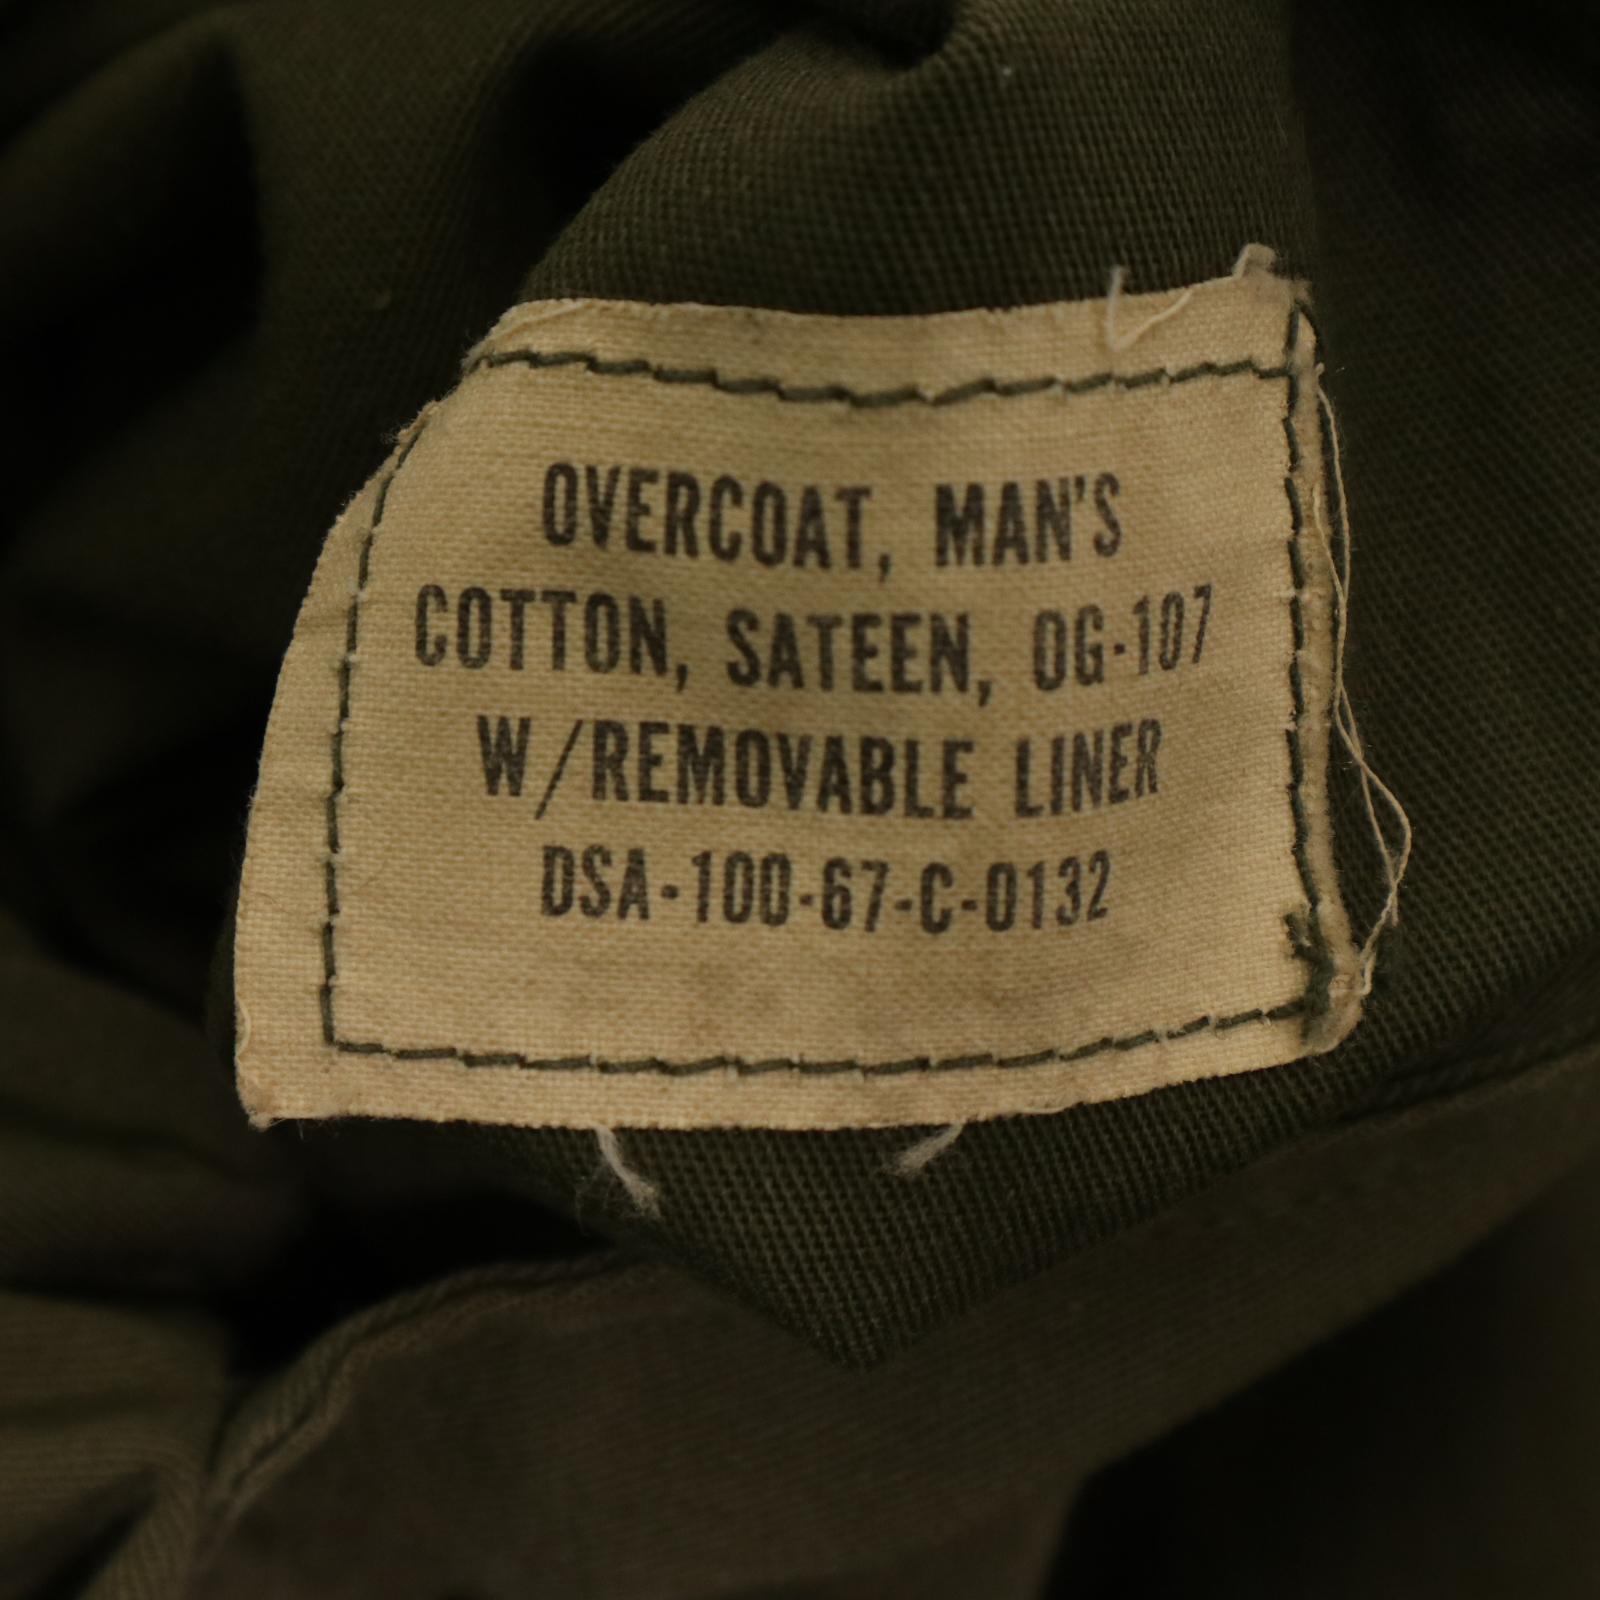 OVERCOAT, MAN'S
COTTON, SATEEN, OG-107
W/REMOVABLE LINER
DSA-100-67-C-0132